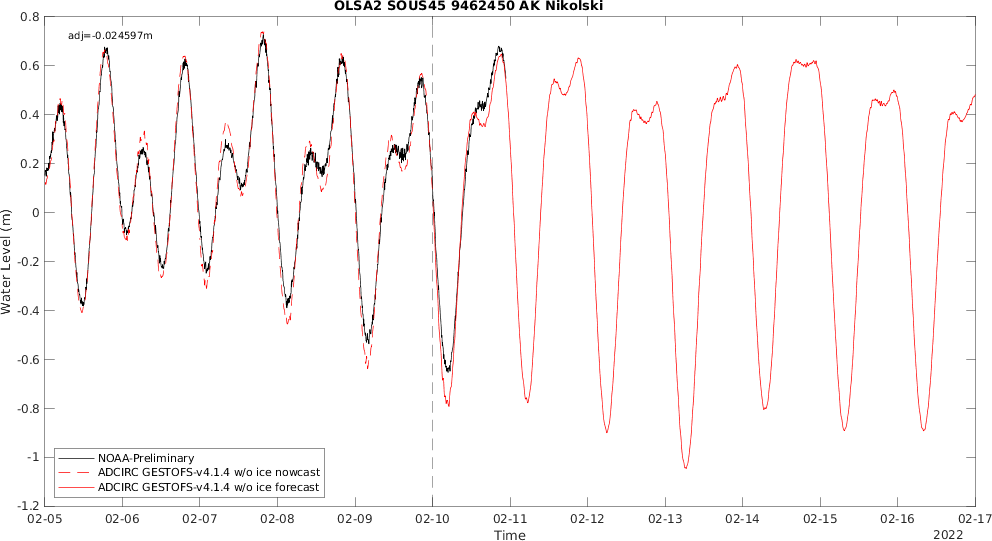 OLSA2 SOUS45 9462450 AK Nikolski
adj=-0.024597m
0.8
0.6
0.4
0.2
0
-0.2
-0.4
-0.6
-0.8
-1
-1.2
Water Level (m)
NOAA-Preliminary
ADCIRC GESTOFS-v4.1.4 w/o ice nowcast
ADCIRC GESTOFS-v4.1.4 w/o ice forecast
02-05 02-06 02-07 02-08 02-09 02-10 02-11 02-12 02-13 02-14 02-15 02-16 02-17
Time
2022